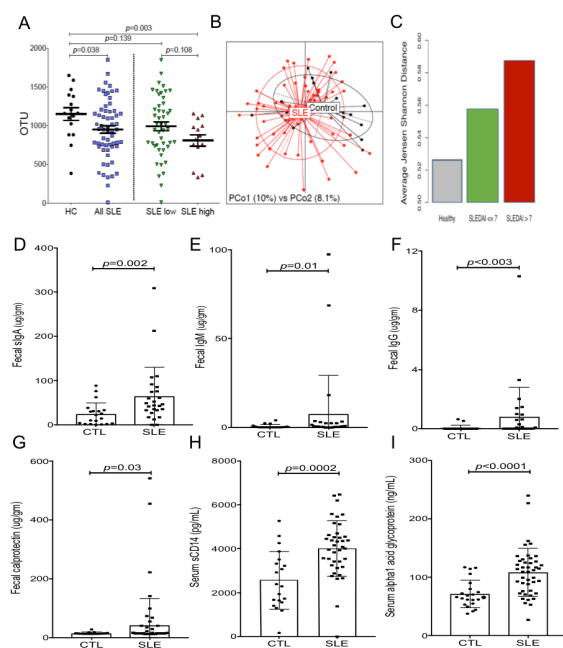 A
p=0.003
p=0.139
p=0.038
p=0.108
OTU
2000
1500
1000
500
0
HC
All SLE
SLE low
SLE high
B
SLE
Control
PCo1 (10%) vs PCo2 (8.1%)
C
Average Jensen Shannon Distance
0.58
0.56
0.54
0.52
0.50
Healthy
SLEDAI <= 7
SLEDAI > 7
D
p=0.002
Fecal sIgA (ug/gm)
400
300
200
100
0
CTL
SLE
E
p=0.01
Fecal IgM (ug/gm)
100
50
0
CTL
SLE
F
p<0.003
Fecal IgG (ug/gm)
15
10
5
0
CTL
SLE
G
p=0.03
Fecal calprotectin (ug/gm)
600
400
200
0
CTL
SLE
H
p=0.0002
Serum sCD14 (pg/mL)
8000
6000
4000
2000
0
CTL
SLE
I
p<0.0001
Serum alpha1 acid glycoprotein (ng/mL)
300
200
100
0
CTL
SLE